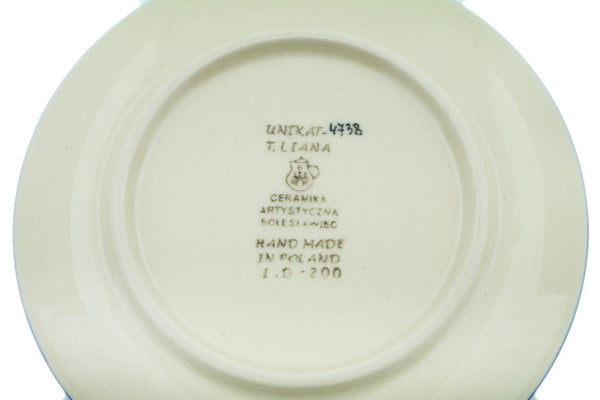 UNIKAT-4738
T. LIANA
CERAMIKA
ARTYSTYCZNA
BOLESŁAWIEC
HAND MADE
IN POLAND
I.D-200